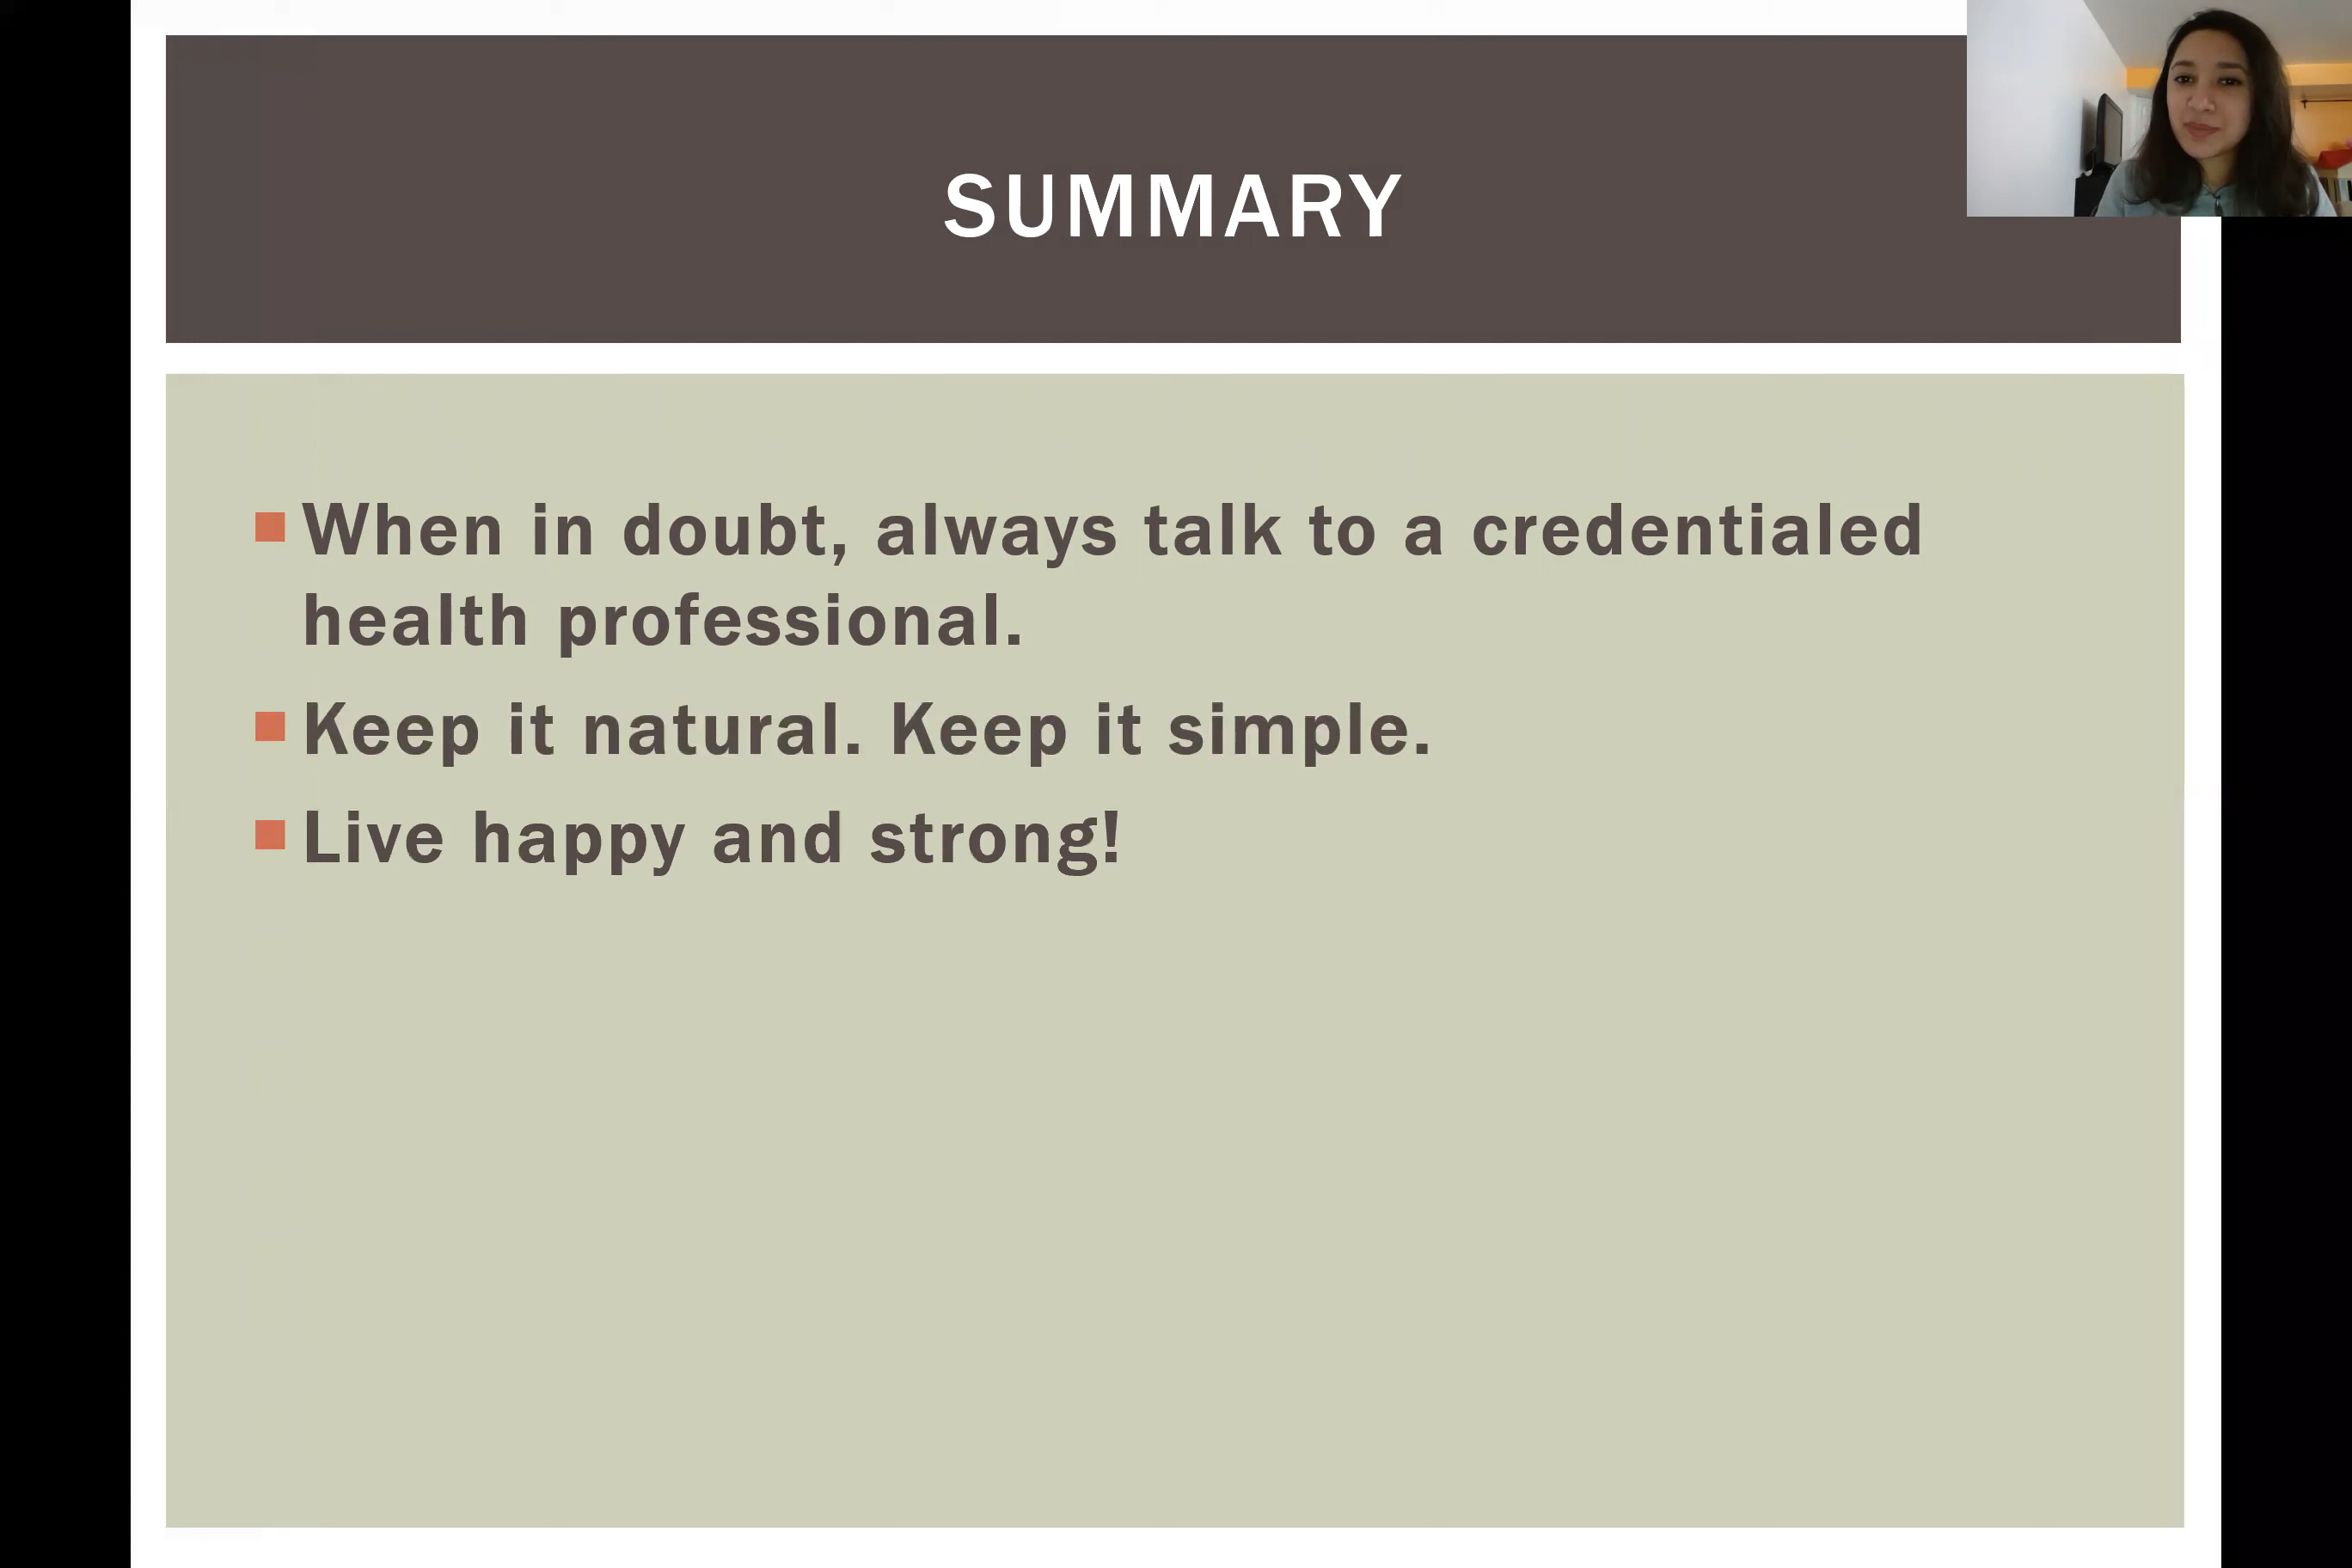 SUMMARY
When in doubt, always talk to a credentialed
health professional.
Keep it natural. Keep it simple.
Live happy and strong!